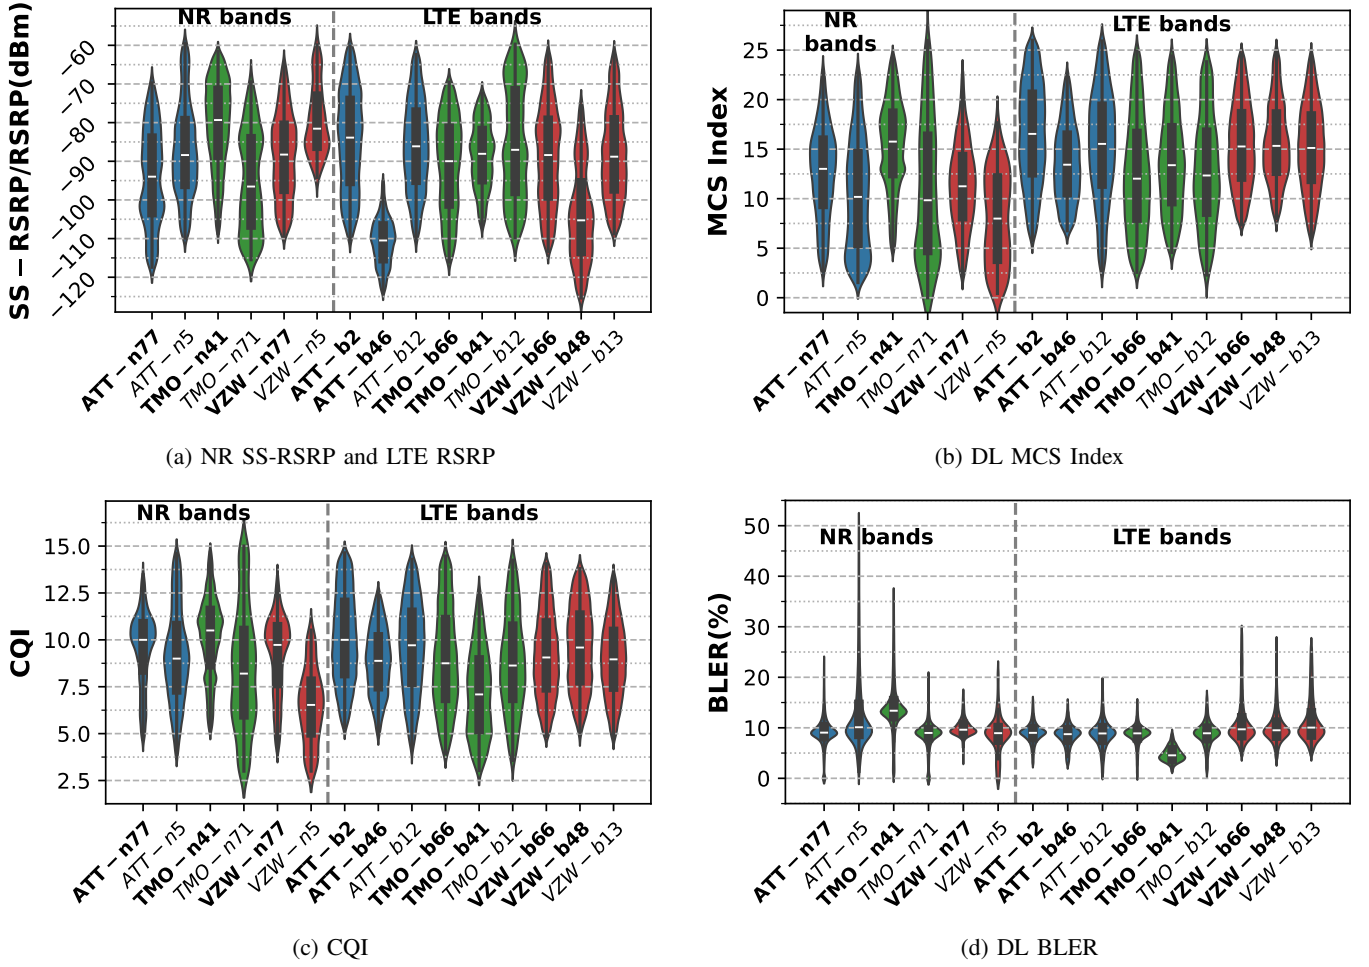 NR bands
LTE bands
SS − RSRP/RSRP(dBm)
−60
−70
−80
−90
−100
−110
−120
ATT − n77
ATT − n5
TMO − n41
TMO − n71
VZW − n77
VZW − n5
ATT − b2
ATT − b46
ATT − b12
TMO − b66
TMO − b41
TMO − b12
VZW − b66
VZW − b48
VZW − b13
(a) NR SS-RSRP and LTE RSRP
NR
bands
LTE bands
MCS Index
25
20
15
10
5
0
ATT − n77
ATT − n5
TMO − n41
TMO − n71
VZW − n77
VZW − n5
ATT − b2
ATT − b46
ATT − b12
TMO − b66
TMO − b41
TMO − b12
VZW − b66
VZW − b48
VZW − b13
(b) DL MCS Index
NR bands
LTE bands
CQI
15.0
12.5
10.0
7.5
5.0
2.5
ATT − n77
ATT − n5
TMO − n41
TMO − n71
VZW − n77
VZW − n5
ATT − b2
ATT − b46
ATT − b12
TMO − b66
TMO − b41
TMO − b12
VZW − b66
VZW − b48
VZW − b13
(c) CQI
NR bands
LTE bands
BLER(%)
50
40
30
20
10
0
ATT − n77
ATT − n5
TMO − n41
TMO − n71
VZW − n77
VZW − n5
ATT − b2
ATT − b46
ATT − b12
TMO − b66
TMO − b41
TMO − b12
VZW − b66
VZW − b48
VZW − b13
(d) DL BLER